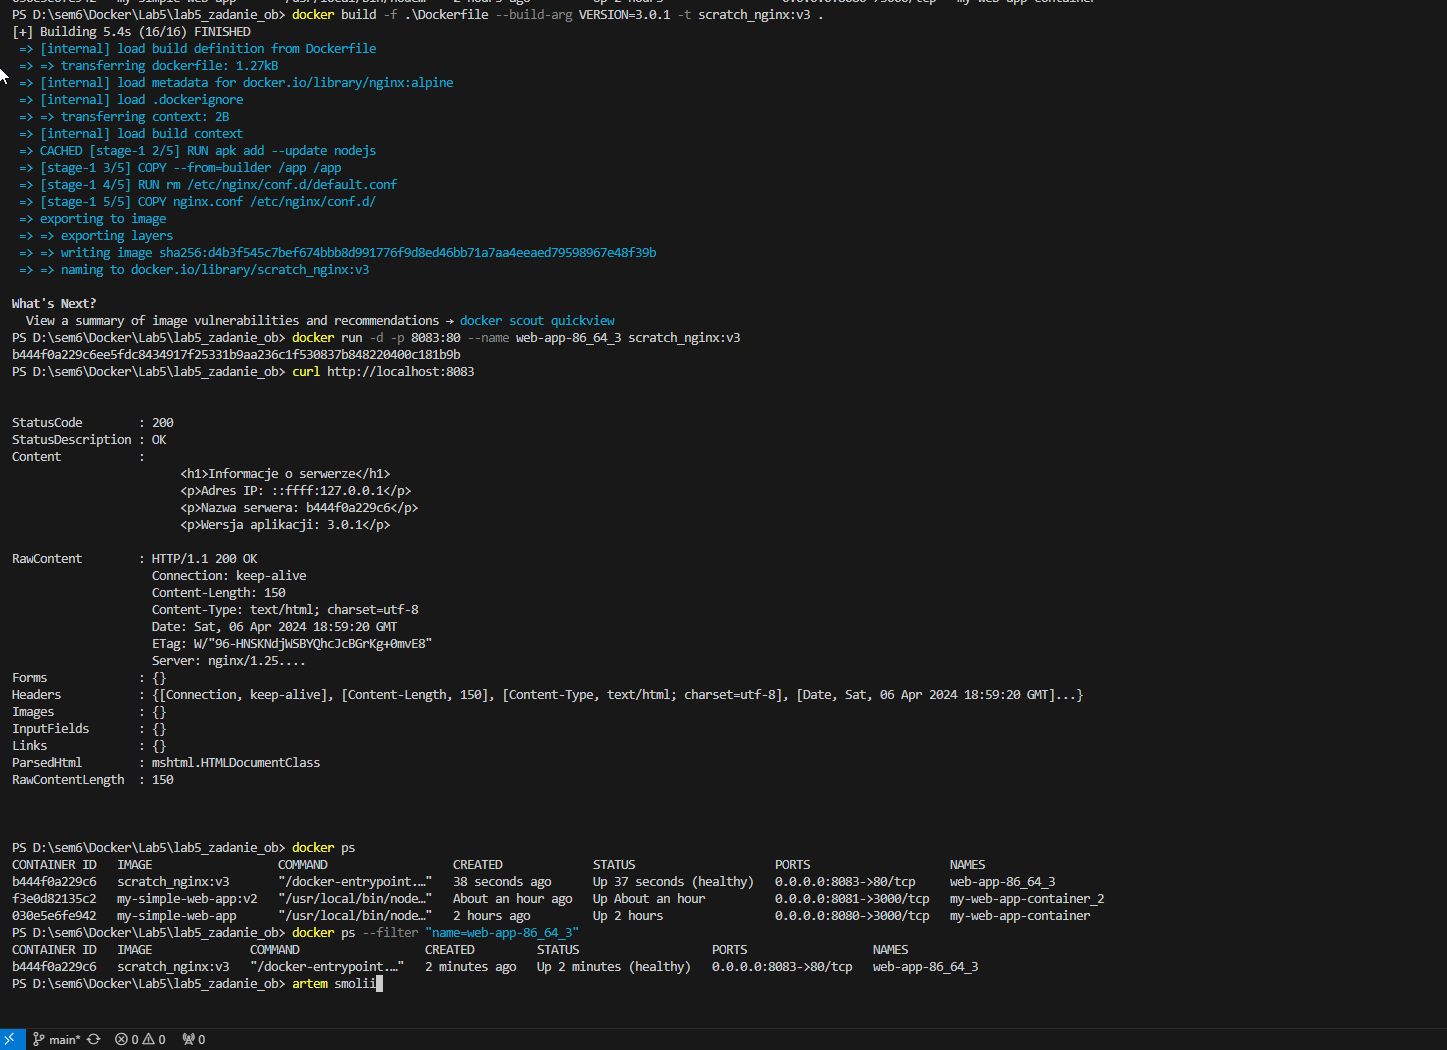 PS D:\sem6\Docker\Lab5\lab5_zadanie_ob> docker build -f .\Dockerfile --build-arg VERSION=3.0.1 -t scratch_nginx:v3 .
[+] Building 5.4s (16/16) FINISHED
=> [internal] load build definition from Dockerfile
=> => transferring dockerfile: 1.27kB
=> [internal] load metadata for docker.io/library/nginx:alpine
=> [internal] load .dockerignore
=> => transferring context: 2B
=> [internal] load build context
=> CACHED [stage-1 2/5] RUN apk add --update nodejs
=> [stage-1 3/5] COPY --from=builder /app /app
=> [stage-1 4/5] RUN rm /etc/nginx/conf.d/default.conf
=> [stage-1 5/5] COPY nginx.conf /etc/nginx/conf.d/
=> exporting to image
=> => exporting layers
=> => writing image sha256:d4b3f545c7bef674bbb8d991776f9d8ed46bb71a7aa4eeaed79598967e48f39b
=> => naming to docker.io/library/scratch_nginx:v3
What's Next?
View a summary of image vulnerabilities and recommendations → docker scout quickview
PS D:\sem6\Docker\Lab5\lab5_zadanie_ob> docker run -d -p 8083:80 --name web-app-86_64_3 scratch_nginx:v3
b444f0a229c6ee5fdc8434917f25331b9aa236c1f530837b848220400c181b9b
PS D:\sem6\Docker\Lab5\lab5_zadanie_ob> curl http://localhost:8083
StatusCode : 200
StatusDescription : OK
Content :
<h1>Informacje o serwerze</h1>
<p>Adres IP: ::ffff:127.0.0.1</p>
<p>Nazwa serwera: b444f0a229c6</p>
<p>Wersja aplikacji: 3.0.1</p>
RawContent : HTTP/1.1 200 OK
Connection: keep-alive
Content-Length: 150
Content-Type: text/html; charset=utf-8
Date: Sat, 06 Apr 2024 18:59:20 GMT
ETag: W/"96-HNSKNdjWSBYQhcJcBGrKg+0mvE8"
Server: nginx/1.25....
Forms : {}
Headers : {[Connection, keep-alive], [Content-Length, 150], [Content-Type, text/html; charset=utf-8], [Date, Sat, 06 Apr 2024 18:59:20 GMT]...}
Images : {}
InputFields : {}
Links : {}
ParsedHtml : mshtml.HTMLDocumentClass
RawContentLength : 150
PS D:\sem6\Docker\Lab5\lab5_zadanie_ob> docker ps
CONTAINER ID IMAGE COMMAND CREATED STATUS PORTS NAMES
b444f0a229c6 scratch_nginx:v3 "/docker-entrypoint.…" 38 seconds ago Up 37 seconds (healthy) 0.0.0.0:8083->80/tcp web-app-86_64_3
f3e0d82135c2 my-simple-web-app:v2 "/usr/local/bin/node…" About an hour ago Up About an hour 0.0.0.0:8081->3000/tcp my-web-app-container_2
030e5e6fe942 my-simple-web-app "/usr/local/bin/node…" 2 hours ago Up 2 hours 0.0.0.0:8080->3000/tcp my-web-app-container
PS D:\sem6\Docker\Lab5\lab5_zadanie_ob> docker ps --filter "name=web-app-86_64_3"
CONTAINER ID IMAGE COMMAND CREATED STATUS PORTS NAMES
b444f0a229c6 scratch_nginx:v3 "/docker-entrypoint.…" 2 minutes ago Up 2 minutes (healthy) 0.0.0.0:8083->80/tcp web-app-86_64_3
PS D:\sem6\Docker\Lab5\lab5_zadanie_ob> artem smolii
main* 0 0 0